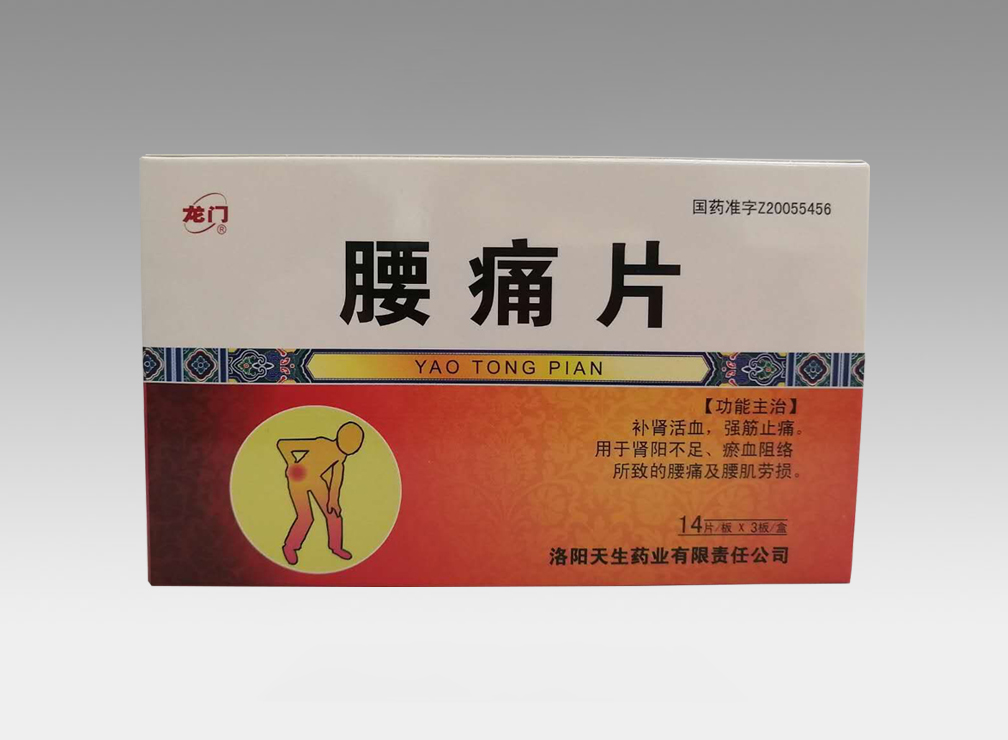 龙门®
国药准字Z20055456
腰痛片
YAO TONG PIAN
【功能主治】
补肾活血，强筋止痛。
用于肾阳不足、瘀血阻络
所致的腰痛及腰肌劳损。
14片/板 X 3板/盒
洛阳天生药业有限责任公司